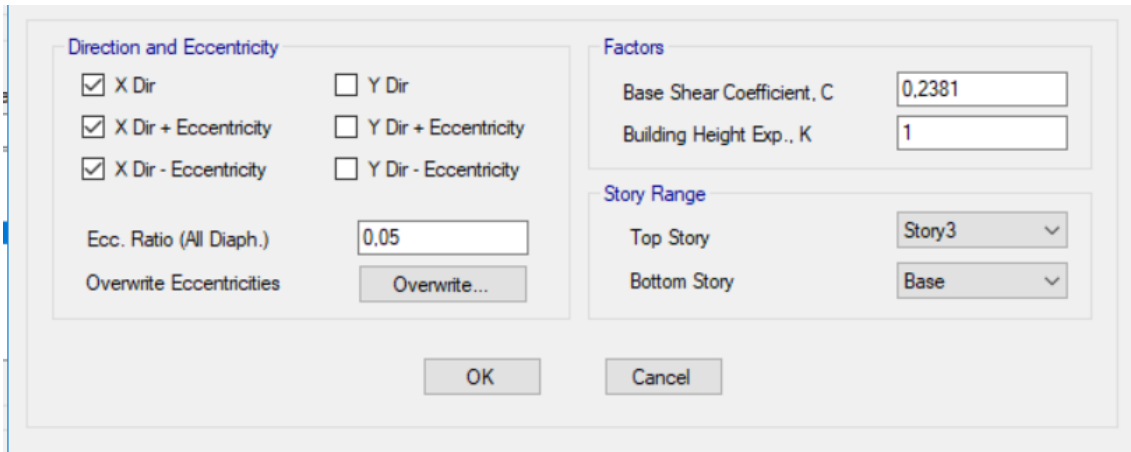 Direction and Eccentricity
X Dir
Y Dir
X Dir + Eccentricity
Y Dir + Eccentricity
X Dir - Eccentricity
Y Dir - Eccentricity
Ecc. Ratio (All Diaph.)
0,05
Overwrite Eccentricities
Overwrite...
Factors
Base Shear Coefficient, C
0,2381
Building Height Exp., K
1
Story Range
Top Story
Story3
Bottom Story
Base
OK
Cancel